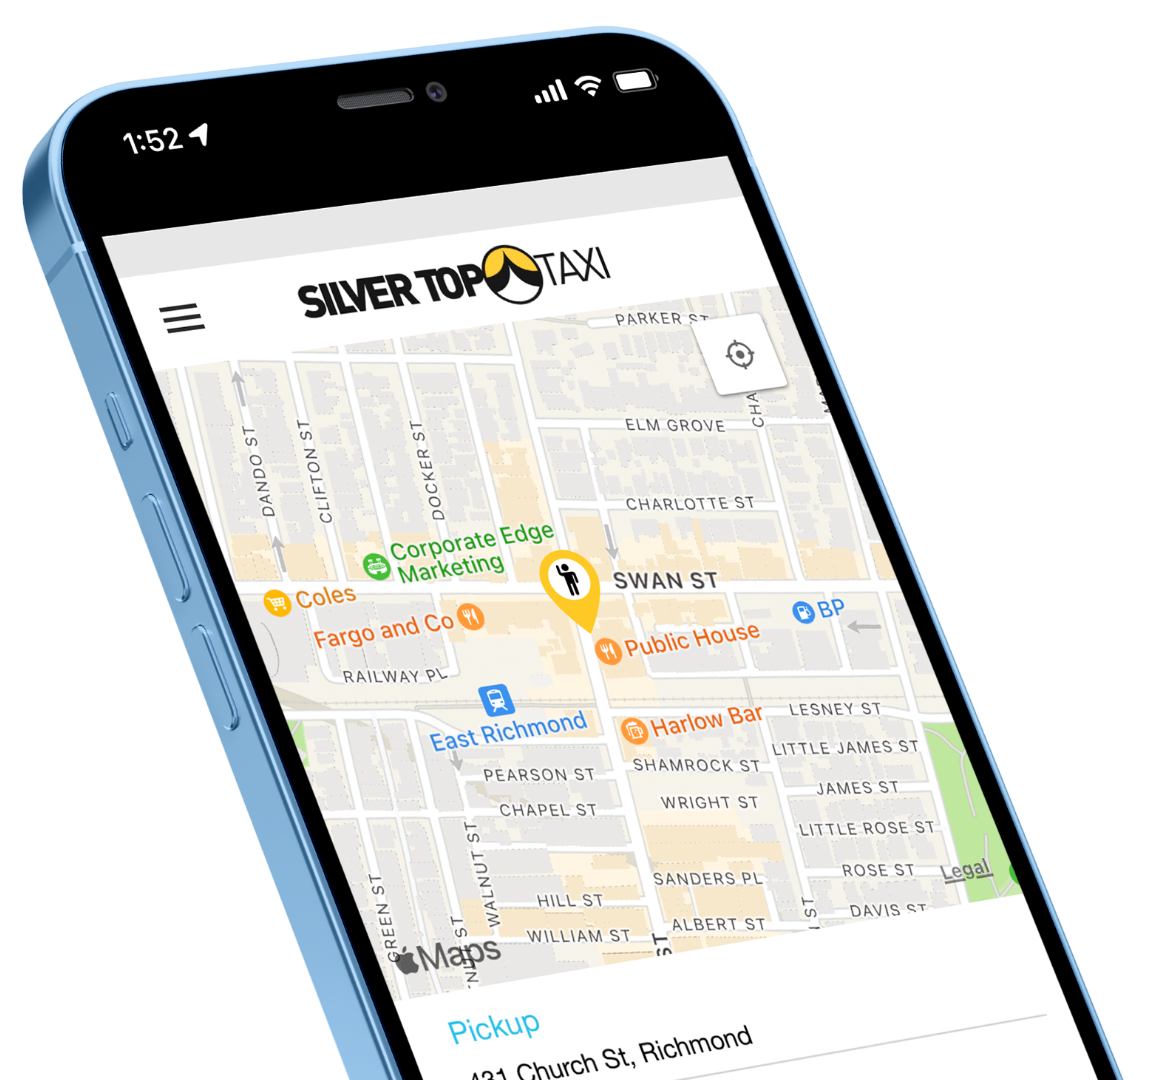 1:52
SILVER TOP TAXI
PARKER ST
ELM GROVE
DANDO ST
CLIFTON ST
DOCKER ST
CHARLOTTE ST
Corporate Edge
Marketing
SWAN ST
Coles
Fargo and Co
BP
Public House
RAILWAY PL
East Richmond
Harlow Bar
LESNEY ST
LITTLE JAMES ST
SHAMROCK ST
PEARSON ST
JAMES ST
WRIGHT ST
CHAPEL ST
LITTLE ROSE ST
WALNUT ST
ROSE ST
Legal
SANDERS PL
GREEN ST
HILL ST
DAVIS ST
ALBERT ST
WILLIAM ST
ST
ST
Maps
Pickup
431 Church St, Richmond